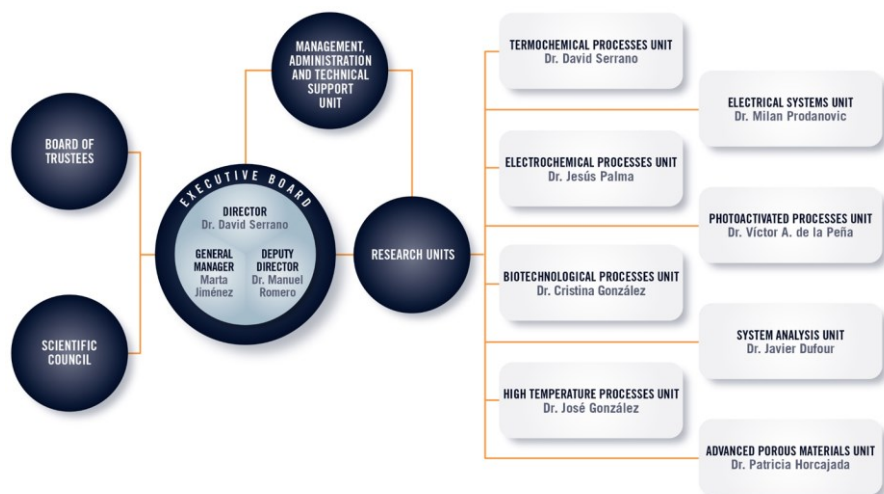 MANAGEMENT,
ADMINISTRATION
AND TECHNICAL
SUPPORT
UNIT
BOARD OF
TRUSTEES
SCIENTIFIC
COUNCIL
EXECUTIVE BOARD
DIRECTOR
Dr. David Serrano
GENERAL
MANAGER
Marta
Jiménez
DEPUTY
DIRECTOR
Dr. Manuel
Romero
RESEARCH UNITS
TERMOCHEMICAL PROCESSES UNIT
Dr. David Serrano
ELECTRICAL SYSTEMS UNIT
Dr. Milan Prodanovic
ELECTROCHEMICAL PROCESSES UNIT
Dr. Jesús Palma
PHOTOACTIVATED PROCESSES UNIT
Dr. Víctor A. de la Peña
BIOTECHNOLOGICAL PROCESSES UNIT
Dr. Cristina González
SYSTEM ANALYSIS UNIT
Dr. Javier Dufour
HIGH TEMPERATURE PROCESSES UNIT
Dr. José González
ADVANCED POROUS MATERIALS UNIT
Dr. Patricia Horcajada